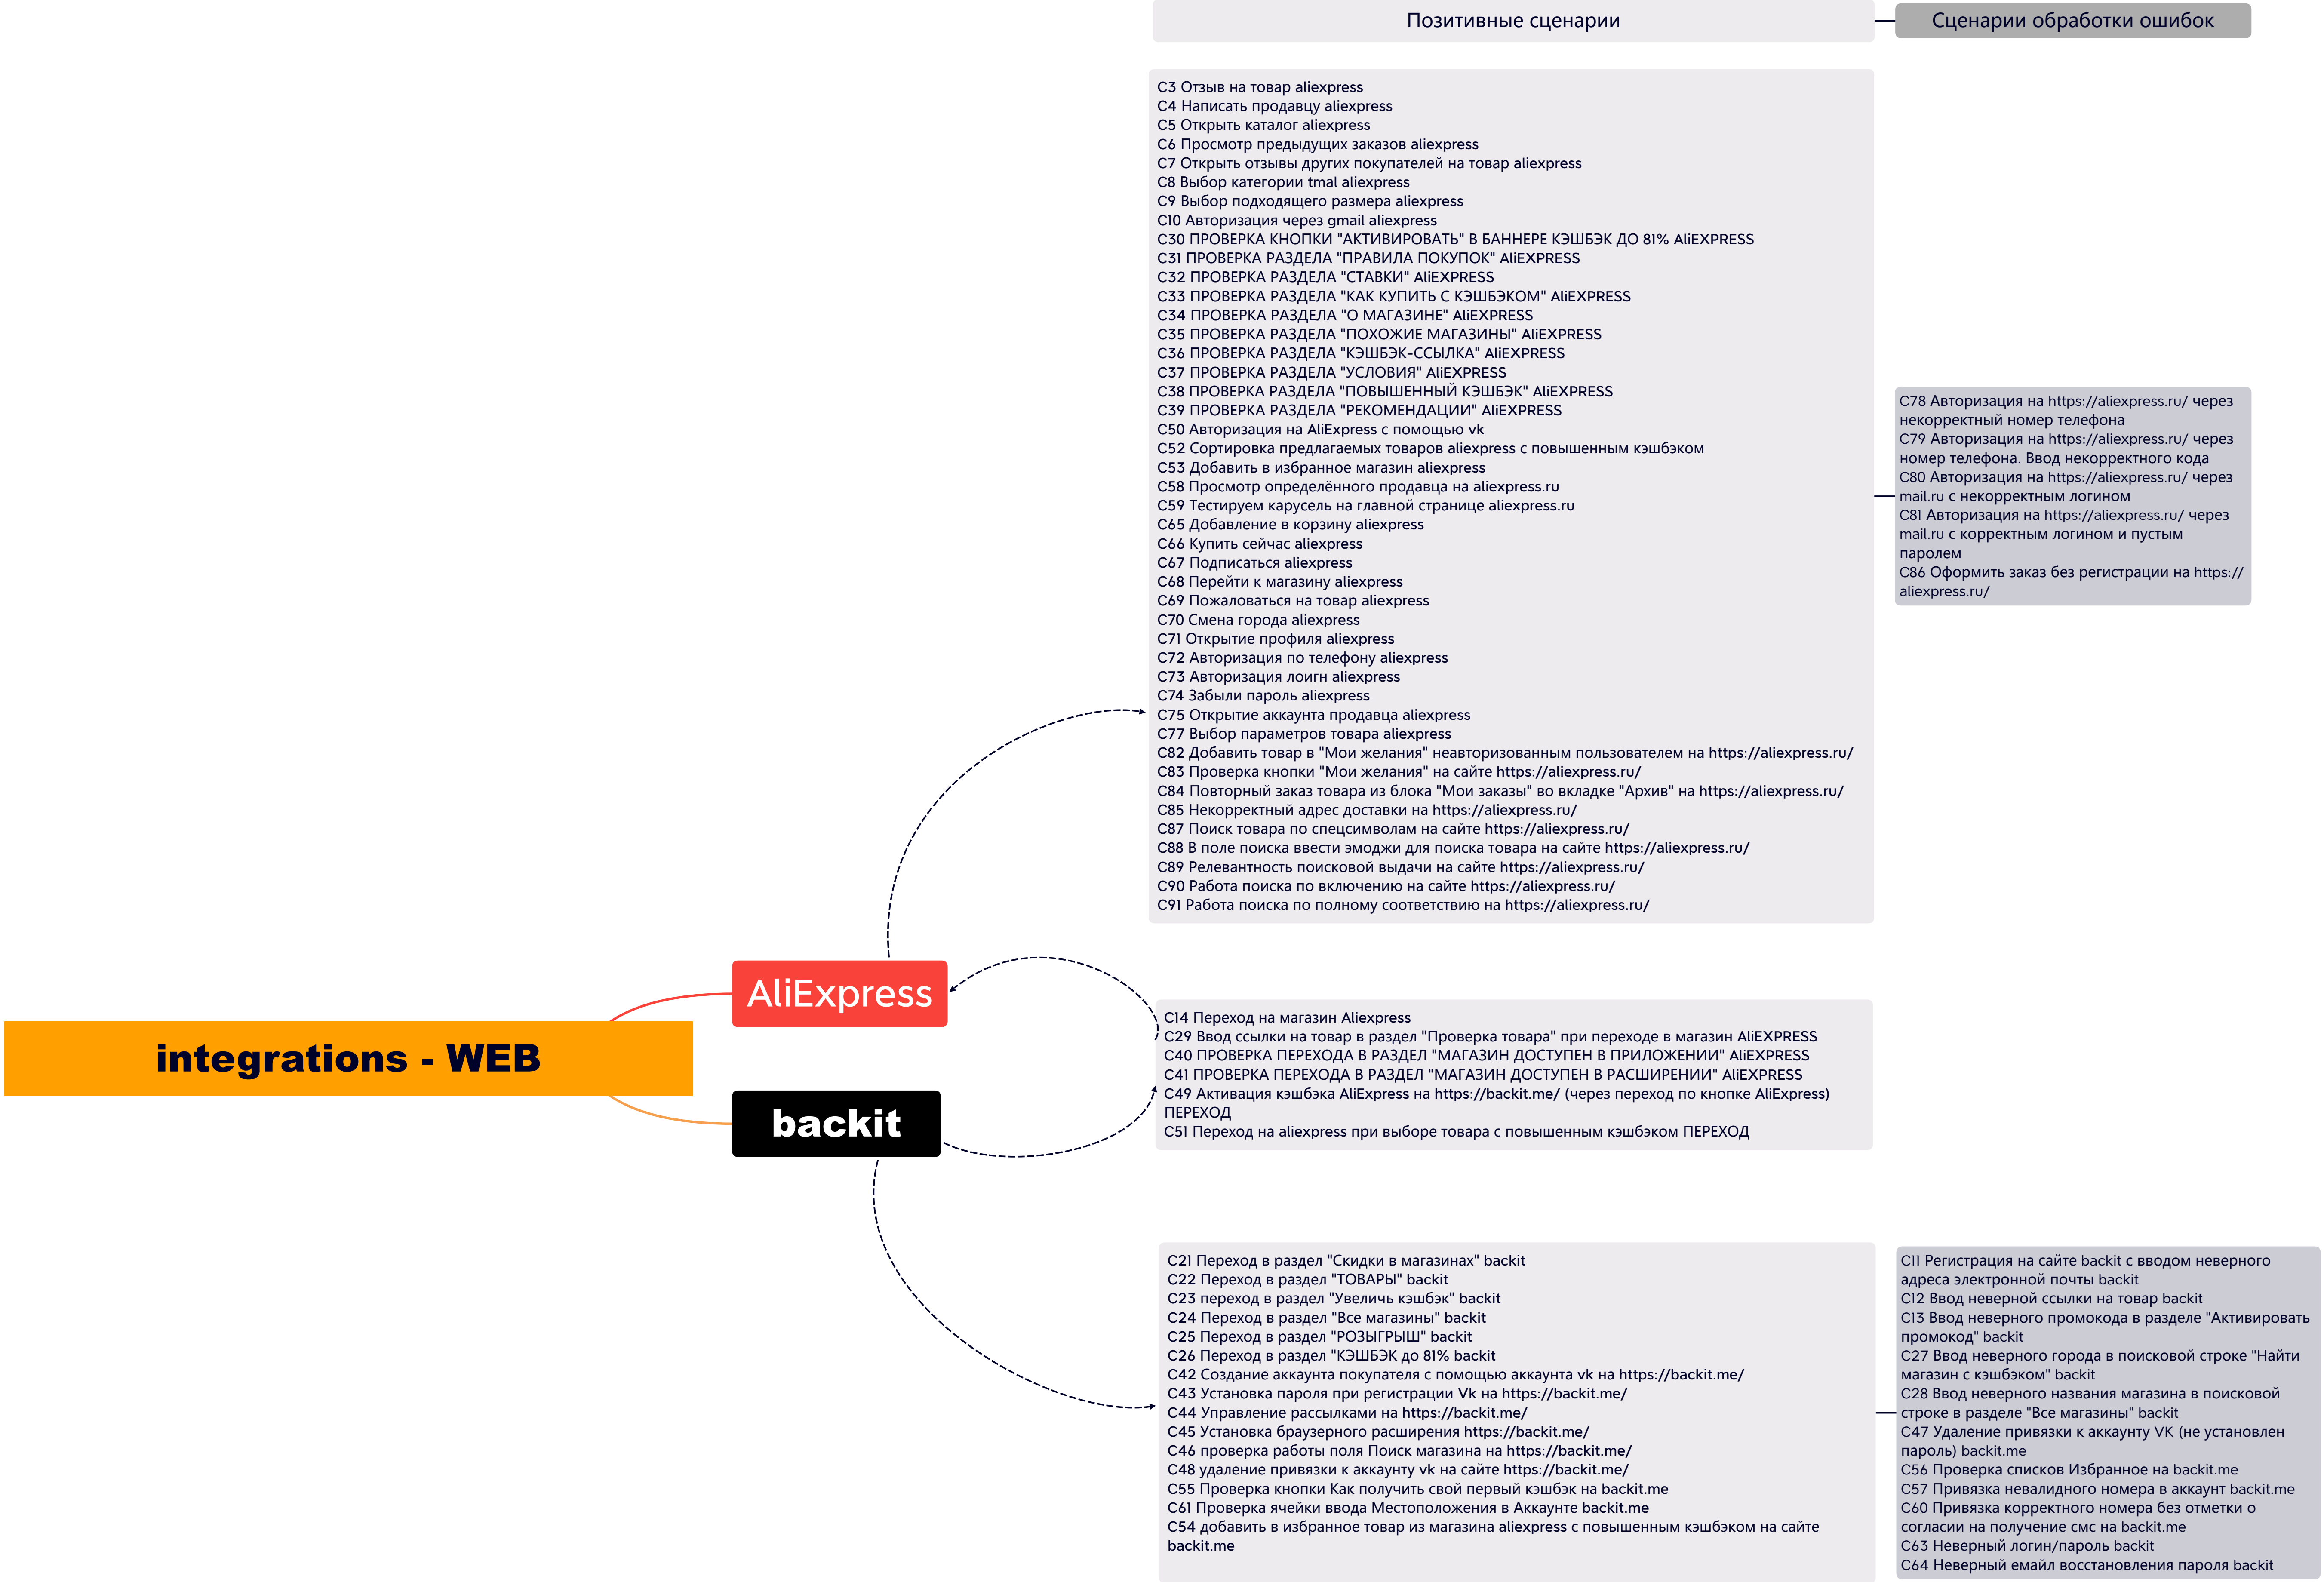 Позитивные сценарии
Сценарии обработки ошибок
C3 Отзыв на товар aliexpress
C4 Написать продавцу aliexpress
C5 Открыть каталог aliexpress
C6 Просмотр предыдущих заказов aliexpress
C7 Открыть отзывы других покупателей на товар aliexpress
C8 Выбор категории tmal aliexpress
C9 Выбор подходящего размера aliexpress
C10 Авторизация через gmail aliexpress
C30 ПРОВЕРКА КНОПКИ "АКТИВИРОВАТЬ" В БАННЕРЕ КЭШБЭК ДО 81% AliEXPRESS
C31 ПРОВЕРКА РАЗДЕЛА "ПРАВИЛА ПОКУПОК" AliEXPRESS
C32 ПРОВЕРКА РАЗДЕЛА "СТАВКИ" AliEXPRESS
C33 ПРОВЕРКА РАЗДЕЛА "КАК КУПИТЬ С КЭШБЭКОМ" AliEXPRESS
C34 ПРОВЕРКА РАЗДЕЛА "О МАГАЗИНЕ" AliEXPRESS
C35 ПРОВЕРКА РАЗДЕЛА "ПОХОЖИЕ МАГАЗИНЫ" AliEXPRESS
C36 ПРОВЕРКА РАЗДЕЛА "КЭШБЭК-ССЫЛКА" AliEXPRESS
C37 ПРОВЕРКА РАЗДЕЛА "УСЛОВИЯ" AliEXPRESS
C38 ПРОВЕРКА РАЗДЕЛА "ПОВЫШЕННЫЙ КЭШБЭК" AliEXPRESS
C39 ПРОВЕРКА РАЗДЕЛА "РЕКОМЕНДАЦИИ" AliEXPRESS
C50 Авторизация на AliExpress с помощью vk
C52 Сортировка предлагаемых товаров aliexpress с повышенным кэшбэком
C53 Добавить в избранное магазин aliexpress
C58 Просмотр определённого продавца на aliexpress.ru
C59 Тестируем карусель на главной странице aliexpress.ru
C65 Добавление в корзину aliexpress
C66 Купить сейчас aliexpress
C67 Подписаться aliexpress
C68 Перейти к магазину aliexpress
C69 Пожаловаться на товар aliexpress
C70 Смена города aliexpress
C71 Открытие профиля aliexpress
C72 Авторизация по телефону aliexpress
C73 Авторизация лоигн aliexpress
C74 Забыли пароль aliexpress
C75 Открытие аккаунта продавца aliexpress
C77 Выбор параметров товара aliexpress
C82 Добавить товар в "Мои желания" неавторизованным пользователем на https://aliexpress.ru/
C83 Проверка кнопки "Мои желания" на сайте https://aliexpress.ru/
C84 Повторный заказ товара из блока "Мои заказы" во вкладке "Архив" на https://aliexpress.ru/
C85 Некорректный адрес доставки на https://aliexpress.ru/
C87 Поиск товара по спецсимволам на сайте https://aliexpress.ru/
C88 В поле поиска ввести эмоджи для поиска товара на сайте https://aliexpress.ru/
C89 Релевантность поисковой выдачи на сайте https://aliexpress.ru/
C90 Работа поиска по включению на сайте https://aliexpress.ru/
C91 Работа поиска по полному соответствию на https://aliexpress.ru/
C78 Авторизация на https://aliexpress.ru/ через
некорректный номер телефона
C79 Авторизация на https://aliexpress.ru/ через
номер телефона. Ввод некорректного кода
C80 Авторизация на https://aliexpress.ru/ через
mail.ru с некорректным логином
C81 Авторизация на https://aliexpress.ru/ через
mail.ru с корректным логином и пустым
паролем
C86 Оформить заказ без регистрации на https://
aliexpress.ru/
AliExpress
integrations - WEB
backit
C14 Переход на магазин Aliexpress
C29 Ввод ссылки на товар в раздел "Проверка товара" при переходе в магазин AliEXPRESS
C40 ПРОВЕРКА ПЕРЕХОДА В РАЗДЕЛ "МАГАЗИН ДОСТУПЕН В ПРИЛОЖЕНИИ" AliEXPRESS
C41 ПРОВЕРКА ПЕРЕХОДА В РАЗДЕЛ "МАГАЗИН ДОСТУПЕН В РАСШИРЕНИИ" AliEXPRESS
C49 Активация кэшбэка AliExpress на https://backit.me/ (через переход по кнопке AliExpress)
ПЕРЕХОД
C51 Переход на aliexpress при выборе товара с повышенным кэшбэком ПЕРЕХОД
C21 Переход в раздел "Скидки в магазинах" backit
C22 Переход в раздел "ТОВАРЫ" backit
C23 переход в раздел "Увеличь кэшбэк" backit
C24 Переход в раздел "Все магазины" backit
C25 Переход в раздел "РОЗЫГРЫШ" backit
C26 Переход в раздел "КЭШБЭК до 81% backit
C42 Создание аккаунта покупателя с помощью аккаунта vk на https://backit.me/
C43 Установка пароля при регистрации Vk на https://backit.me/
C44 Управление рассылками на https://backit.me/
C45 Установка браузерного расширения https://backit.me/
C46 проверка работы поля Поиск магазина на https://backit.me/
C48 удаление привязки к аккаунту vk на сайте https://backit.me/
C55 Проверка кнопки Как получить свой первый кэшбэк на backit.me
C61 Проверка ячейки ввода Местоположения в Аккаунте backit.me
C54 добавить в избранное товар из магазина aliexpress с повышенным кэшбэком на сайте
backit.me
C11 Регистрация на сайте backit с вводом неверного
адреса электронной почты backit
C12 Ввод неверной ссылки на товар backit
C13 Ввод неверного промокода в разделе "Активировать
промокод" backit
C27 Ввод неверного города в поисковой строке "Найти
магазин с кэшбэком" backit
C28 Ввод неверного названия магазина в поисковой
строке в разделе "Все магазины" backit
C47 Удаление привязки к аккаунту VK (не установлен
пароль) backit.me
C56 Проверка списков Избранное на backit.me
C57 Привязка невалидного номера в аккаунт backit.me
C60 Привязка корректного номера без отметки о
согласии на получение смс на backit.me
C63 Неверный логин/пароль backit
C64 Неверный емайл восстановления пароля backit